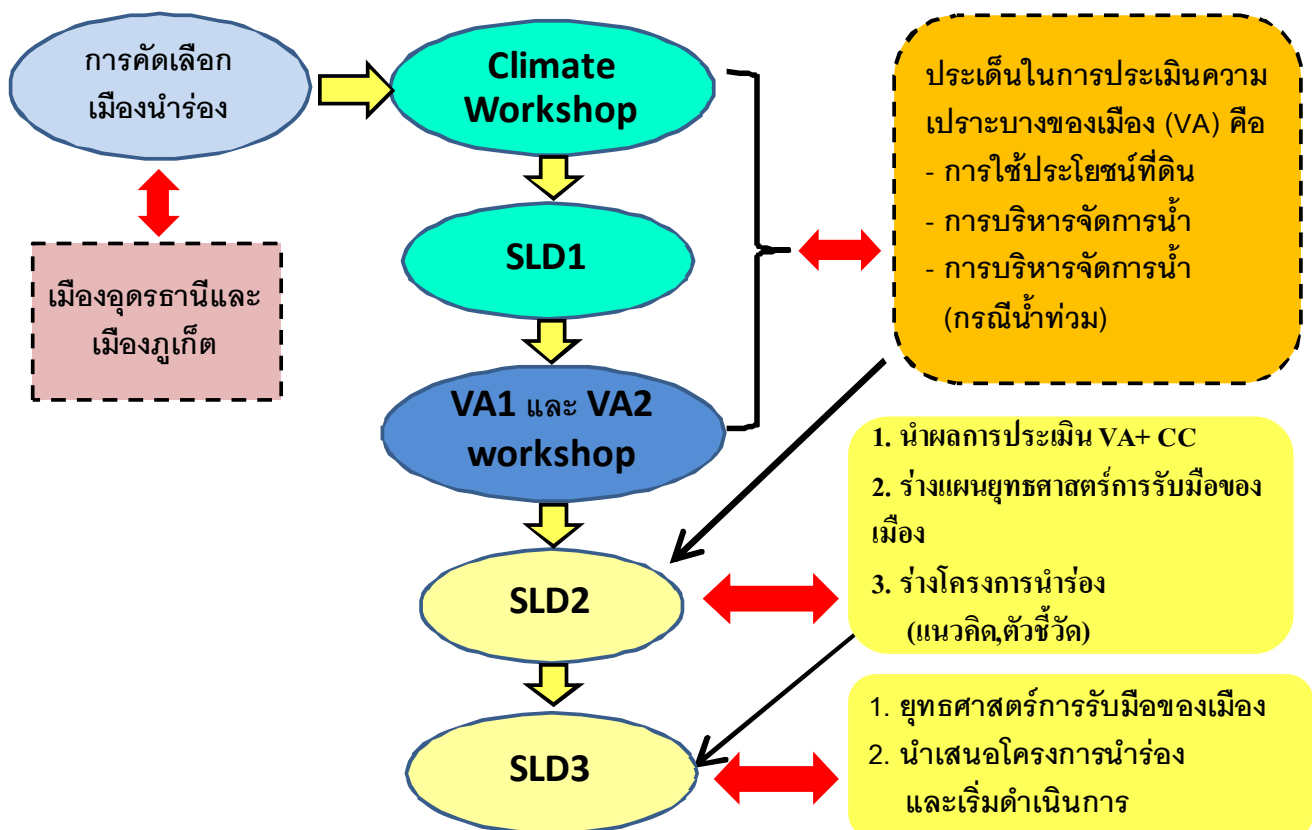 การคัดเลือก
เมืองนำร่อง
Climate
Workshop
ประเด็นในการประเมินความ
เปราะบางของเมือง (VA) คือ
- การใช้ประโยชน์ที่ดิน
- การบริหารจัดการน้ำ
- การบริหารจัดการน้ำ
(กรณีน้ำท่วม)
SLD1
เมืองอุดรธานีและ
เมืองภูเก็ต
VA1 และ VA2
workshop
1. นำผลการประเมิน VA+ CC
2. ร่างแผนยุทธศาสตร์การรับมือของ
เมือง
3. ร่างโครงการนำร่อง
(แนวคิด,ตัวชี้วัด)
SLD2
1. ยุทธศาสตร์การรับมือของเมือง
2. นำเสนอโครงการนำร่อง
และเริ่มดำเนินการ
SLD3